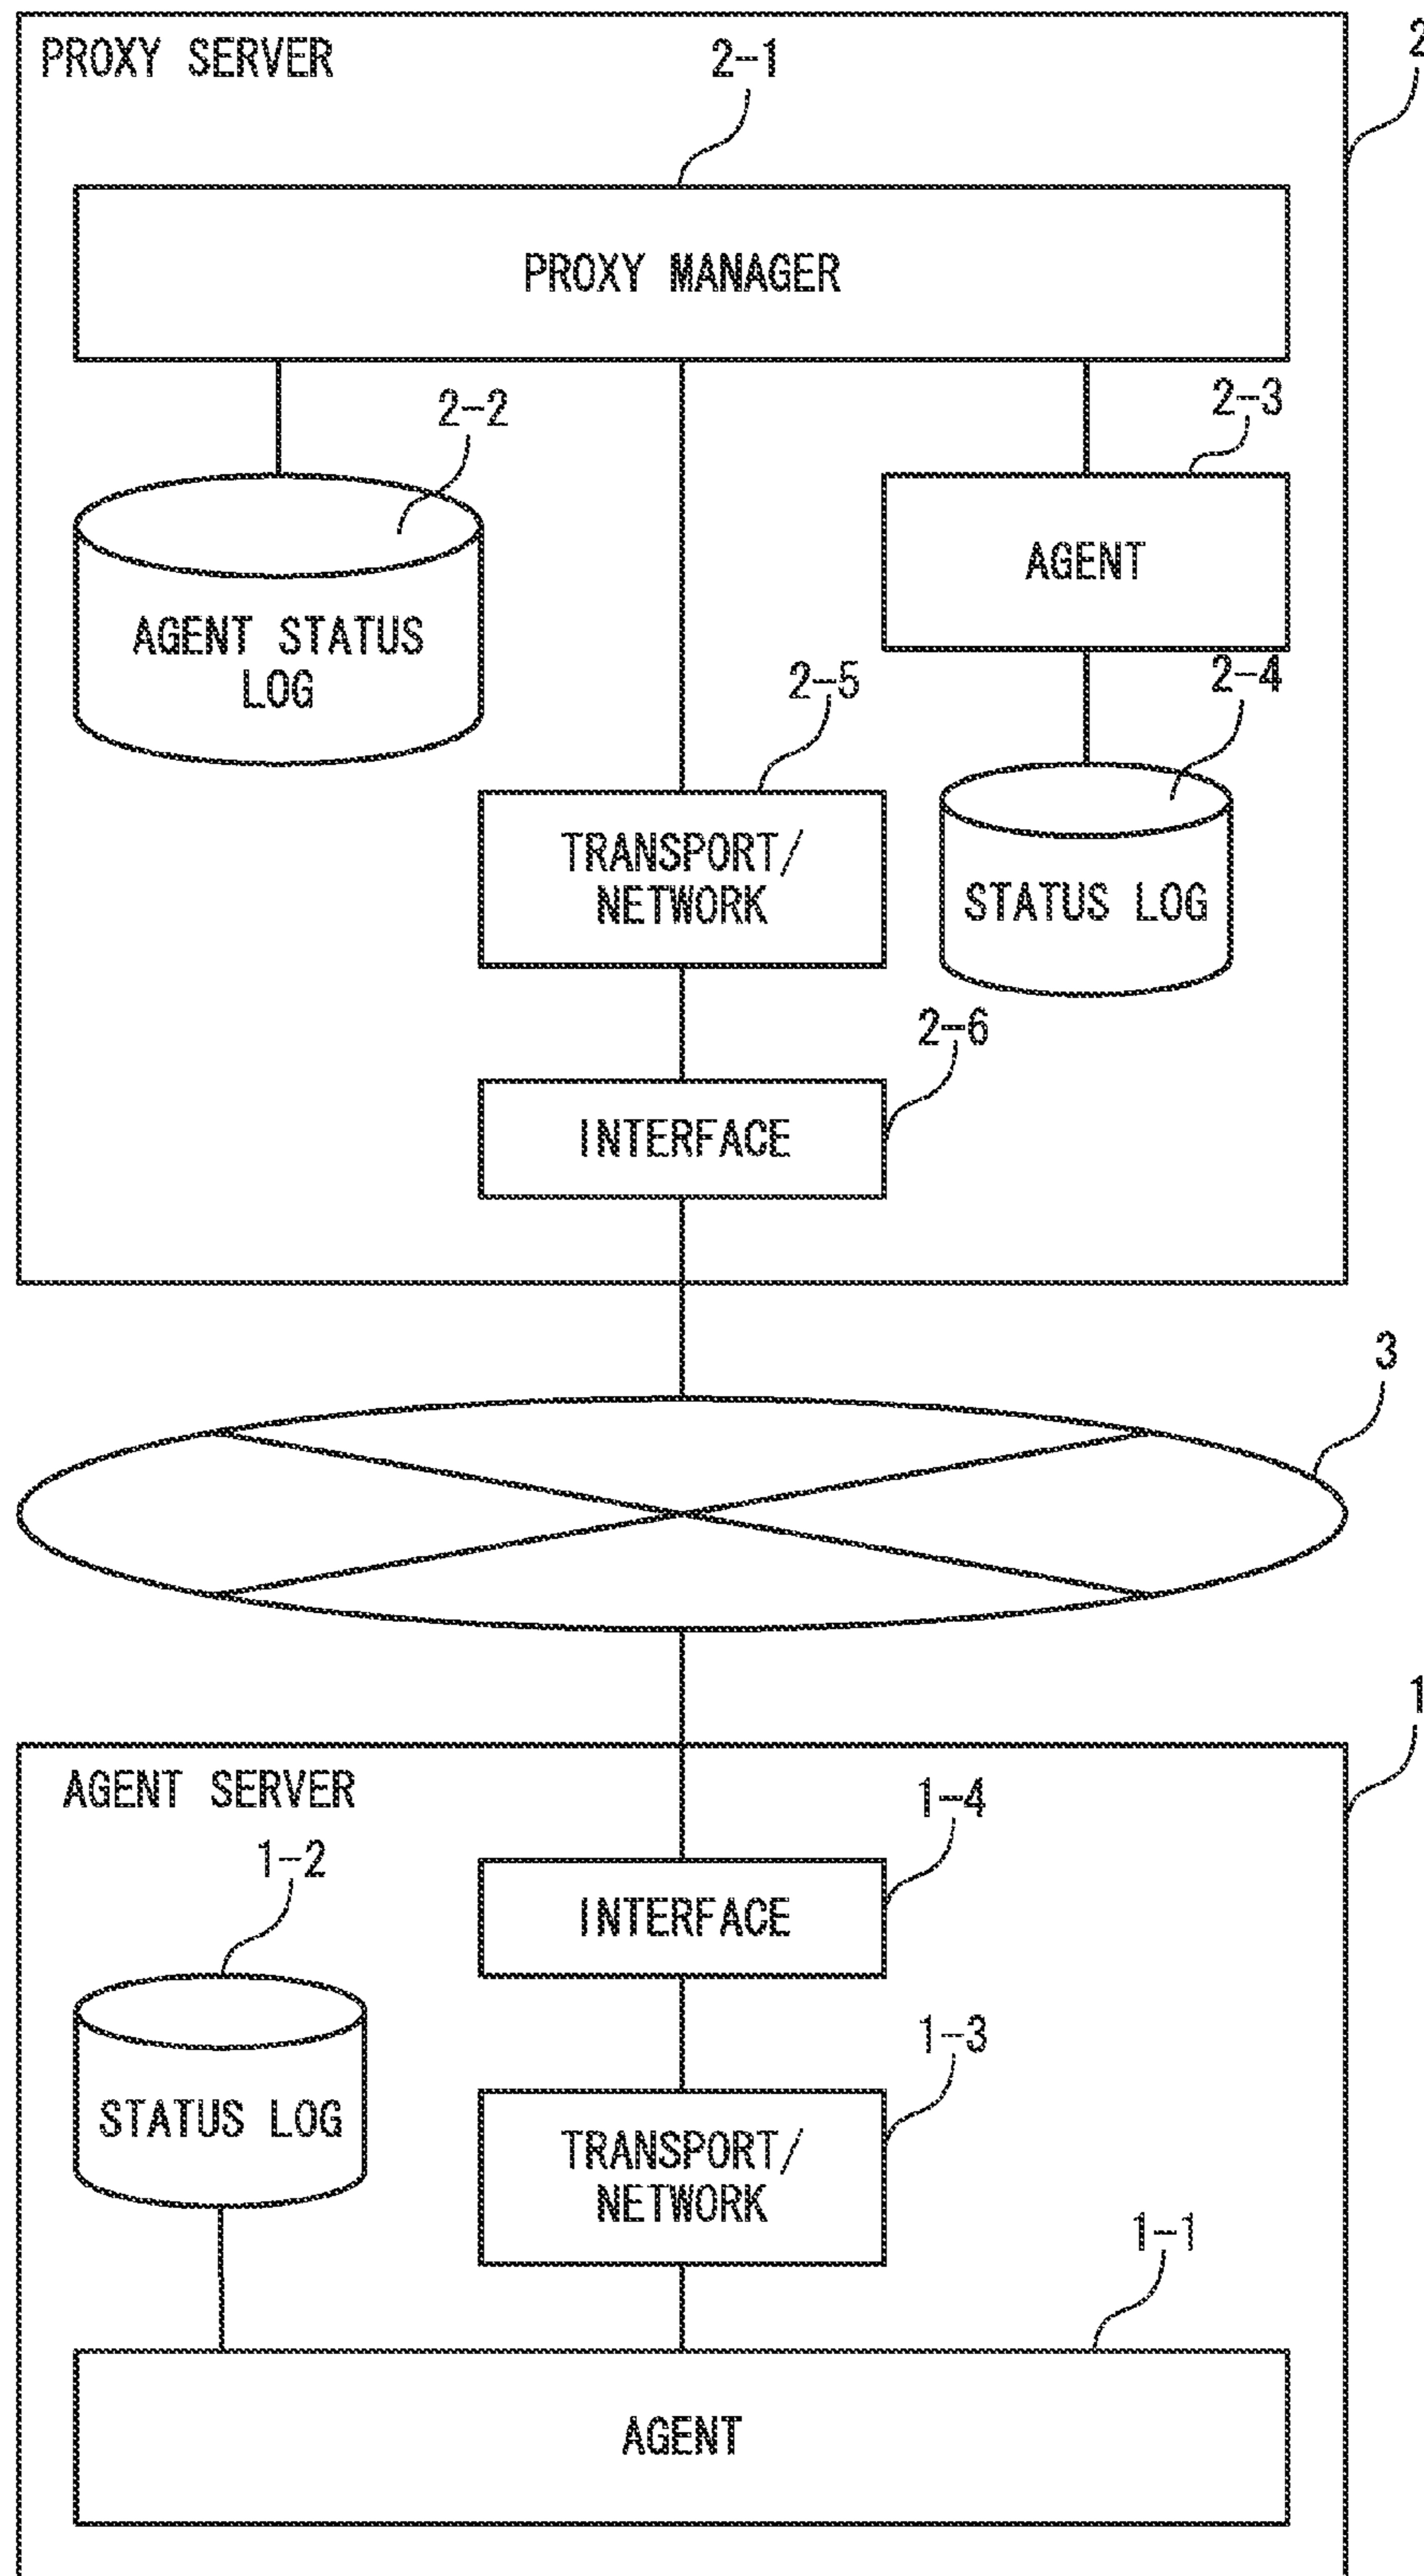 PROXY SERVER
2-1
2
PROXY MANAGER
2-2
2-3
AGENT
AGENT STATUS
LOG
2-5
2-4
TRANSPORT/
NETWORK
STATUS LOG
2-6
INTERFACE
3
1
AGENT SERVER
1-4
1-2
INTERFACE
1-3
STATUS LOG
TRANSPORT/
NETWORK
1-1
AGENT